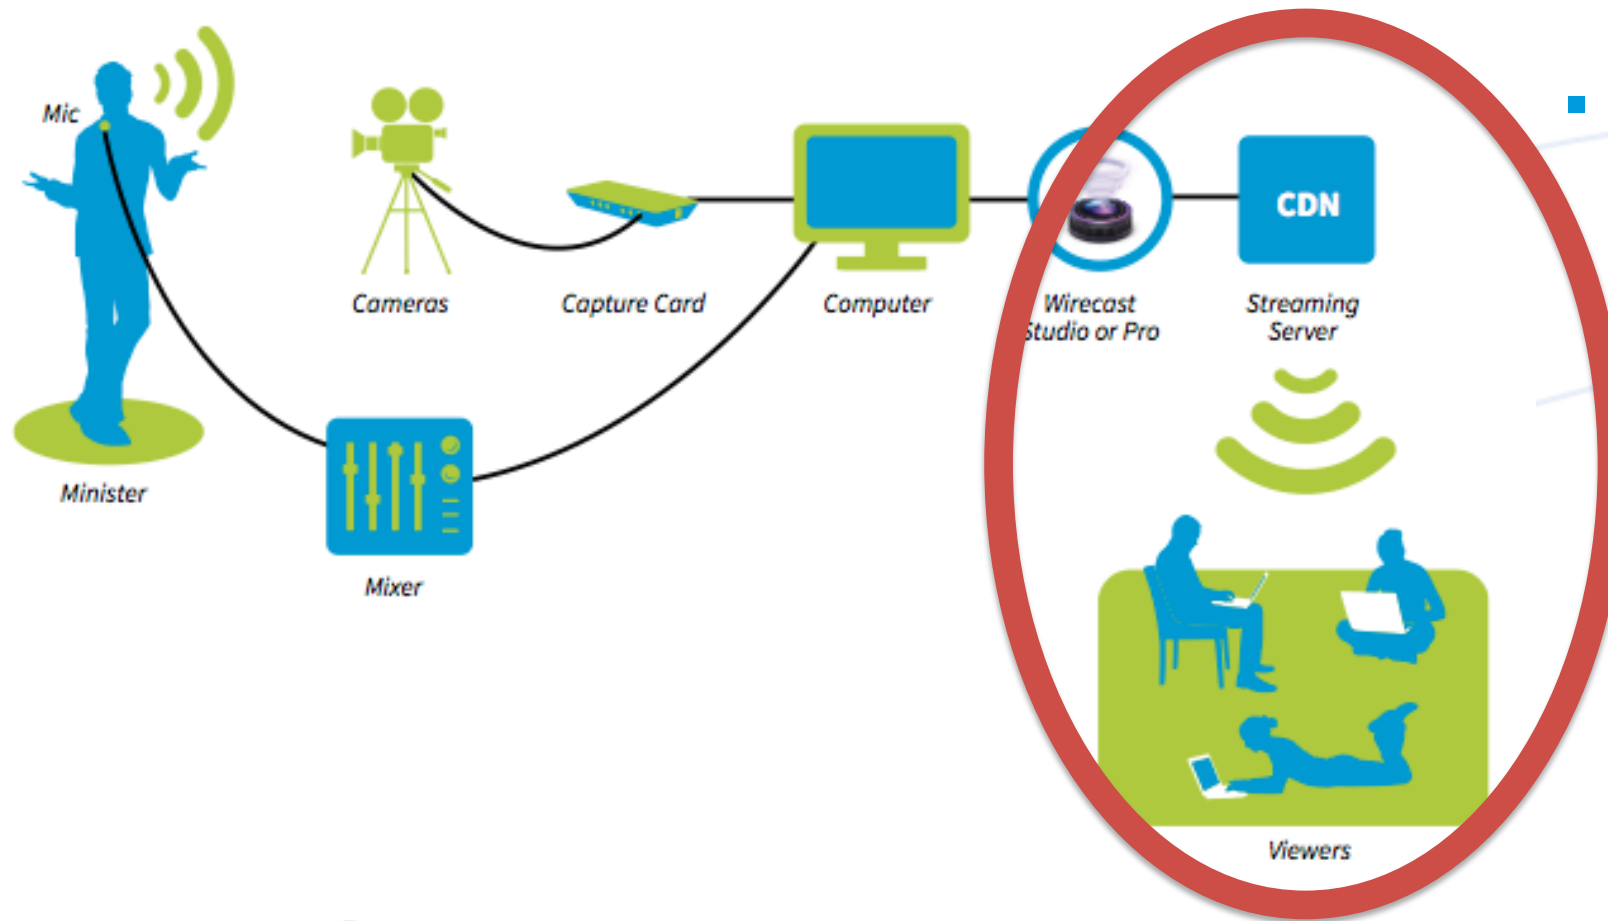 Mic
CDN
Cameras
Capture Card
Computer
Wirecast
Studio or Pro
Streaming
Server
Minister
Mixer
Viewers